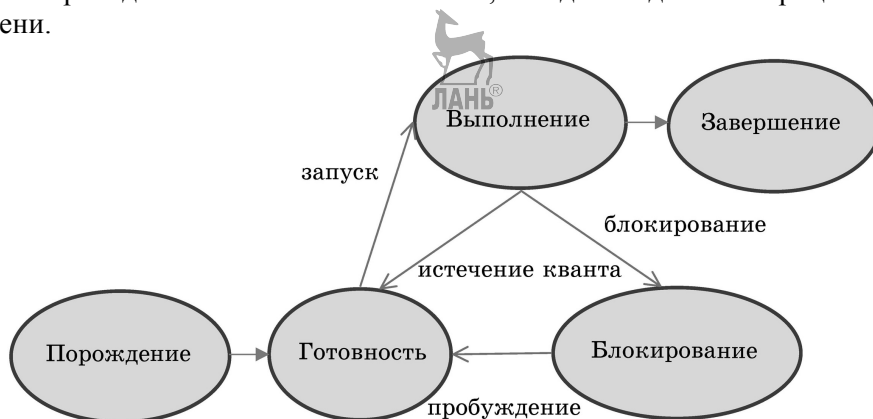 ени.
ЛАНЬ®
Выполнение
Завершение
запуск
блокирование
истечение кванта
Порождение
Готовность
Блокирование
пробуждение